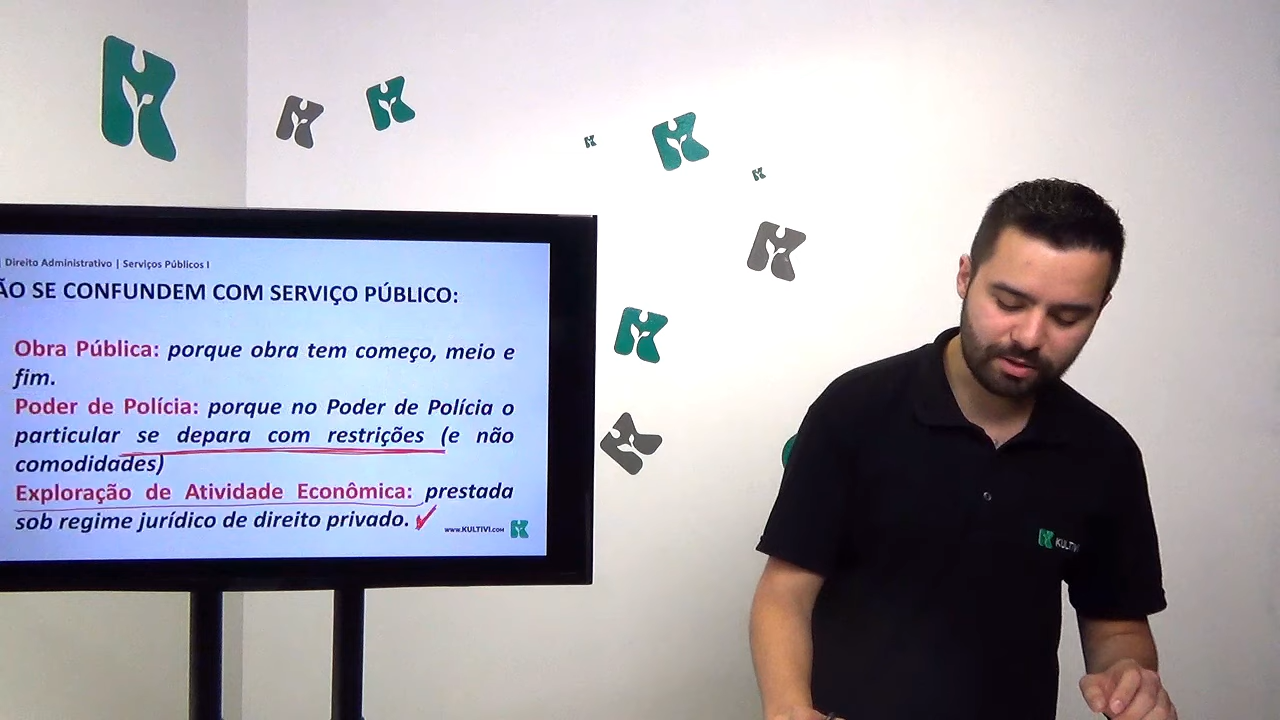 | Direito Administrativo | Serviços Públicos I
ÃO SE CONFUNDEM COM SERVIÇO PÚBLICO:
Obra Pública: porque obra tem começo, meio e
fim.
Poder de Polícia: porque no Poder de Polícia o
particular se depara com restrições (e não
comodidades)
Exploração de Atividade Econômica: prestada
sob regime jurídico de direito privado.
www.KULTIVI.COM
KULTIVI